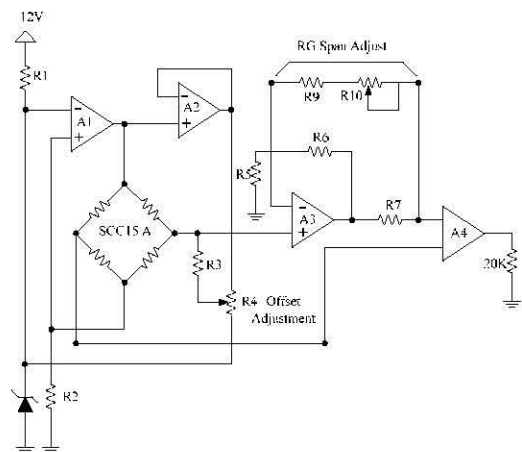 12V
RG Span Adjust
R1
R9
R10
A2
A1
R6
R5
A3
R7
SCC15 A
A4
R3
20K
R4 Offset
Adjustment
R2